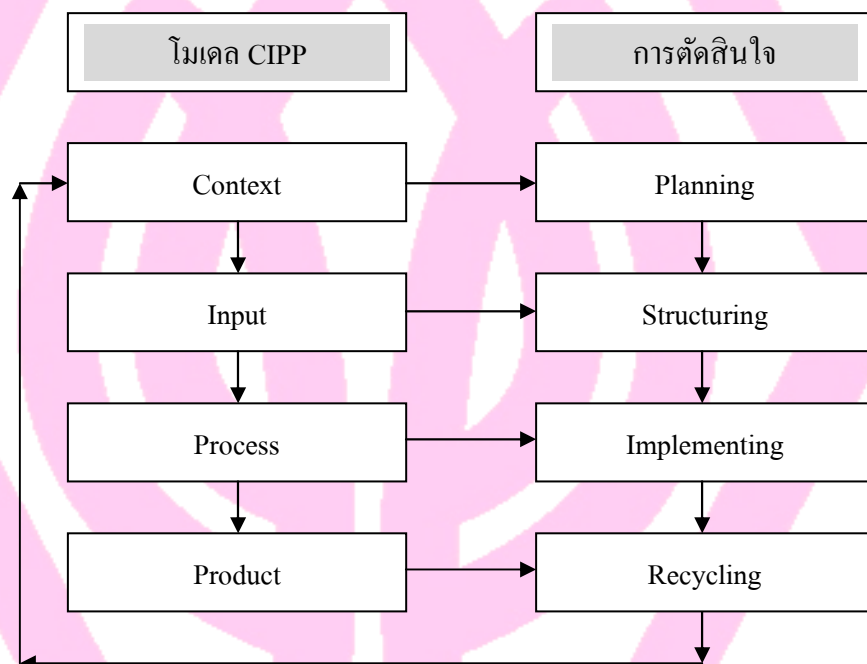 โมเดล CIPP
การตัดสินใจ
Context
Planning
Input
Structuring
Process
Implementing
Product
Recycling